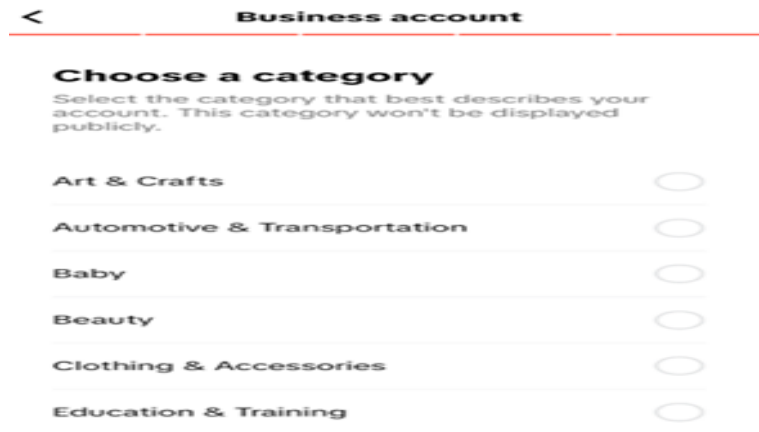 Business account
Choose a category
Select the category that best describes your
account. This category won't be displayed
publicly.
Art & Crafts
Automotive & Transportation
Baby
Beauty
Clothing & Accessories
Education & Training